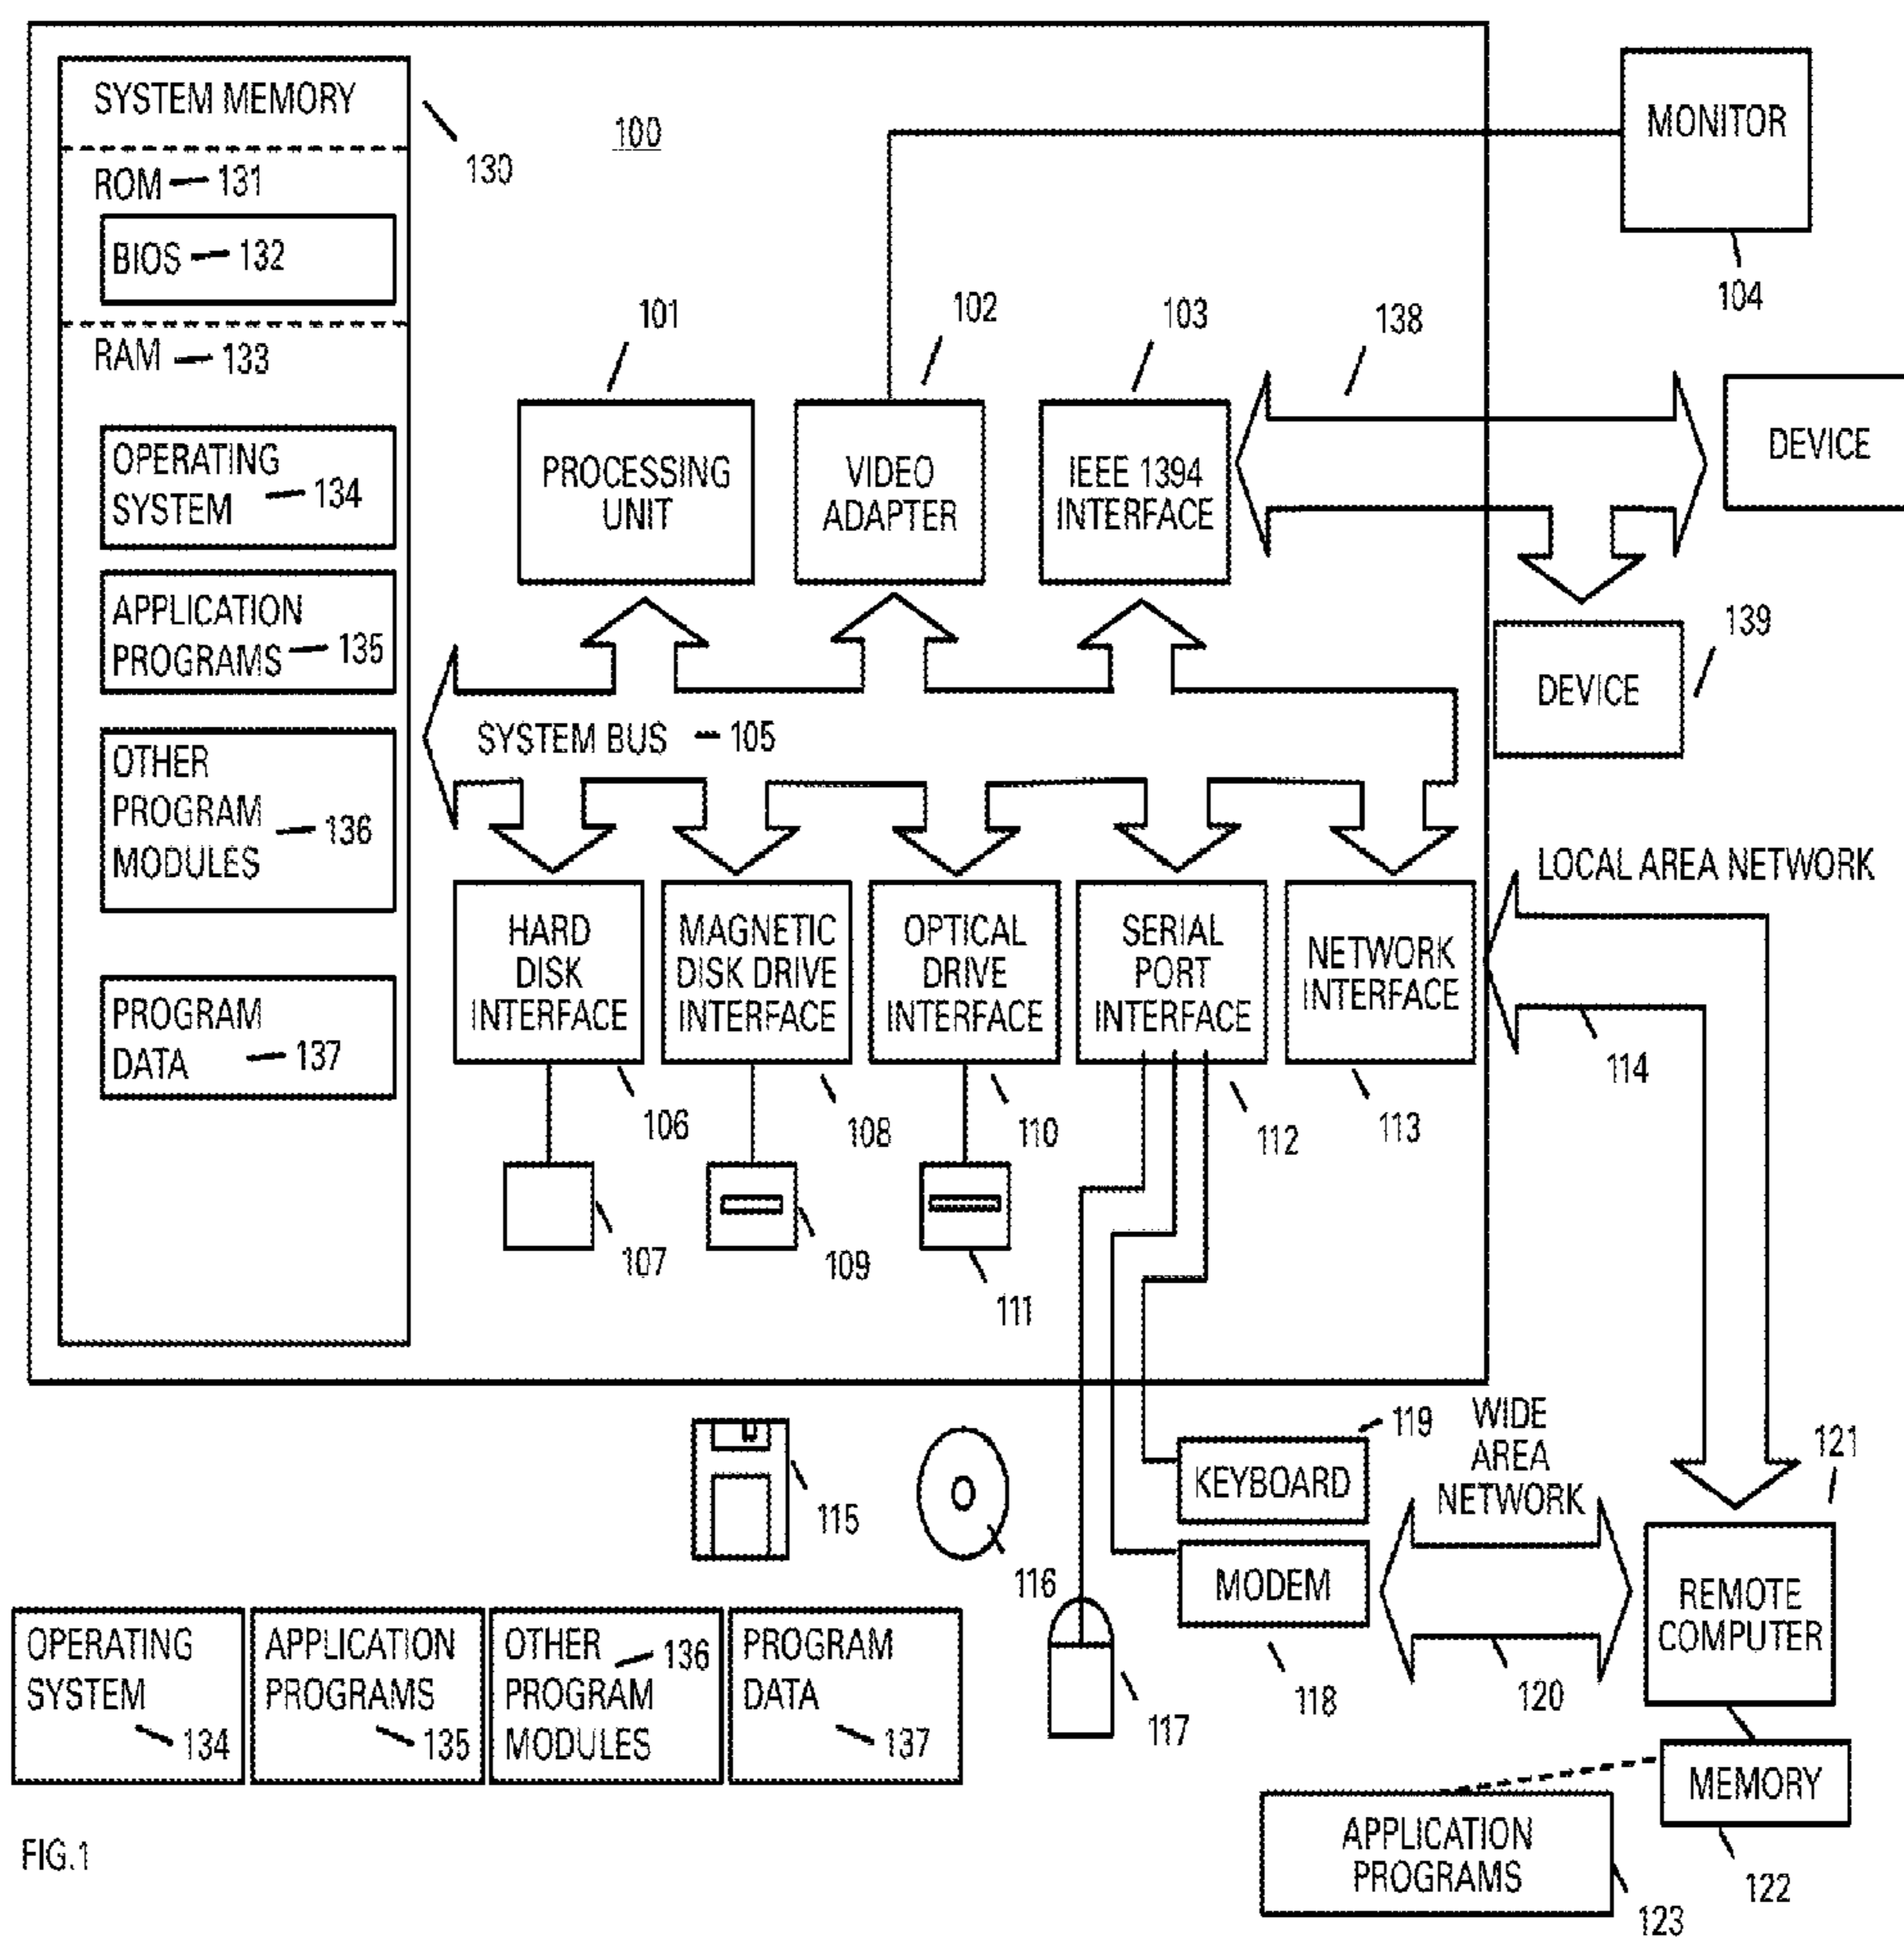 SYSTEM MEMORY
130
100
ROM 131
BIOS 132
RAM 133
OPERATING
SYSTEM 134
APPLICATION
PROGRAMS 135
OTHER
PROGRAM
MODULES 136
PROGRAM
DATA 137
MONITOR
104
101
PROCESSING
UNIT
102
VIDEO
ADAPTER
103
IEEE 1394
INTERFACE
138
DEVICE
139
DEVICE
SYSTEM BUS 105
HARD
DISK
INTERFACE
106
107
MAGNETIC
DISK DRIVE
INTERFACE
108
109
OPTICAL
DRIVE
INTERFACE
110
111
SERIAL
PORT
INTERFACE
112
NETWORK
INTERFACE
113
LOCAL AREA NETWORK
114
115
116
117
119
KEYBOARD
MODEM
118
WIDE
AREA
NETWORK
120
121
REMOTE
COMPUTER
MEMORY
122
APPLICATION
PROGRAMS
123
OPERATING
SYSTEM
134
APPLICATION
PROGRAMS
135
OTHER
PROGRAM 136
MODULES
PROGRAM
DATA
137
FIG.1